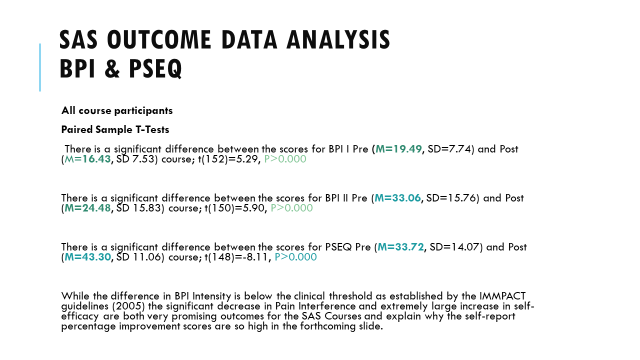 SAS OUTCOME DATA ANALYSIS
BPI & PSEQ
All course participants
Paired Sample T-Tests
There is a significant difference between the scores for BPI I Pre (M=19.49, SD=7.74) and Post
(M=16.43, SD 7.53) course; t(152)=5.29, P>0.000
There is a significant difference between the scores for BPI II Pre (M=33.06, SD=15.76) and Post
(M=24.48, SD 15.83) course; t(150)=5.90, P>0.000
There is a significant difference between the scores for PSEQ Pre (M=33.72, SD=14.07) and Post
(M=43.30, SD 11.06) course; t(148)=-8.11, P>0.000
While the difference in BPI Intensity is below the clinical threshold as established by the IMMPACT
guidelines (2005) the significant decrease in Pain Interference and extremely large increase in self-
efficacy are both very promising outcomes for the SAS Courses and explain why the self-report
percentage improvement scores are so high in the forthcoming slide.